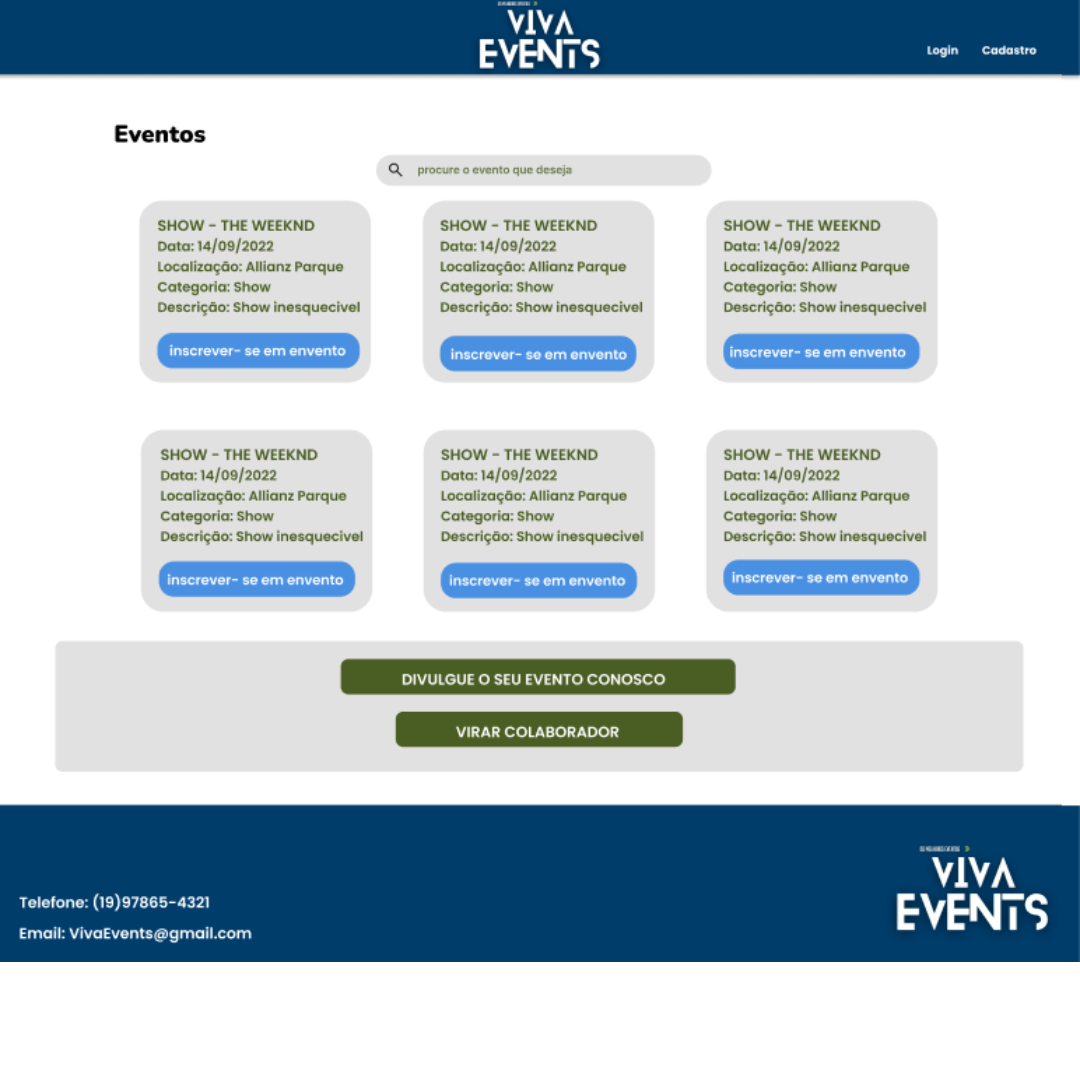 VIVA
EVENTS
Login Cadastro
Eventos
procure o evento que deseja
SHOW - THE WEEKND
Data: 14/09/2022
Localização: Allianz Parque
Categoria: Show
Descrição: Show inesquecivel
inscrever- se em envento
SHOW - THE WEEKND
Data: 14/09/2022
Localização: Allianz Parque
Categoria: Show
Descrição: Show inesquecivel
inscrever- se em envento
SHOW - THE WEEKND
Data: 14/09/2022
Localização: Allianz Parque
Categoria: Show
Descrição: Show inesquecivel
inscrever- se em envento
SHOW - THE WEEKND
Data: 14/09/2022
Localização: Allianz Parque
Categoria: Show
Descrição: Show inesquecivel
inscrever- se em envento
SHOW - THE WEEKND
Data: 14/09/2022
Localização: Allianz Parque
Categoria: Show
Descrição: Show inesquecivel
inscrever- se em envento
SHOW - THE WEEKND
Data: 14/09/2022
Localização: Allianz Parque
Categoria: Show
Descrição: Show inesquecivel
inscrever- se em envento
DIVULGUE O SEU EVENTO CONOSCO
VIRAR COLABORADOR
Telefone: (19)97865-4321
Email: VivaEvents@gmail.com
VIVA
EVENTS